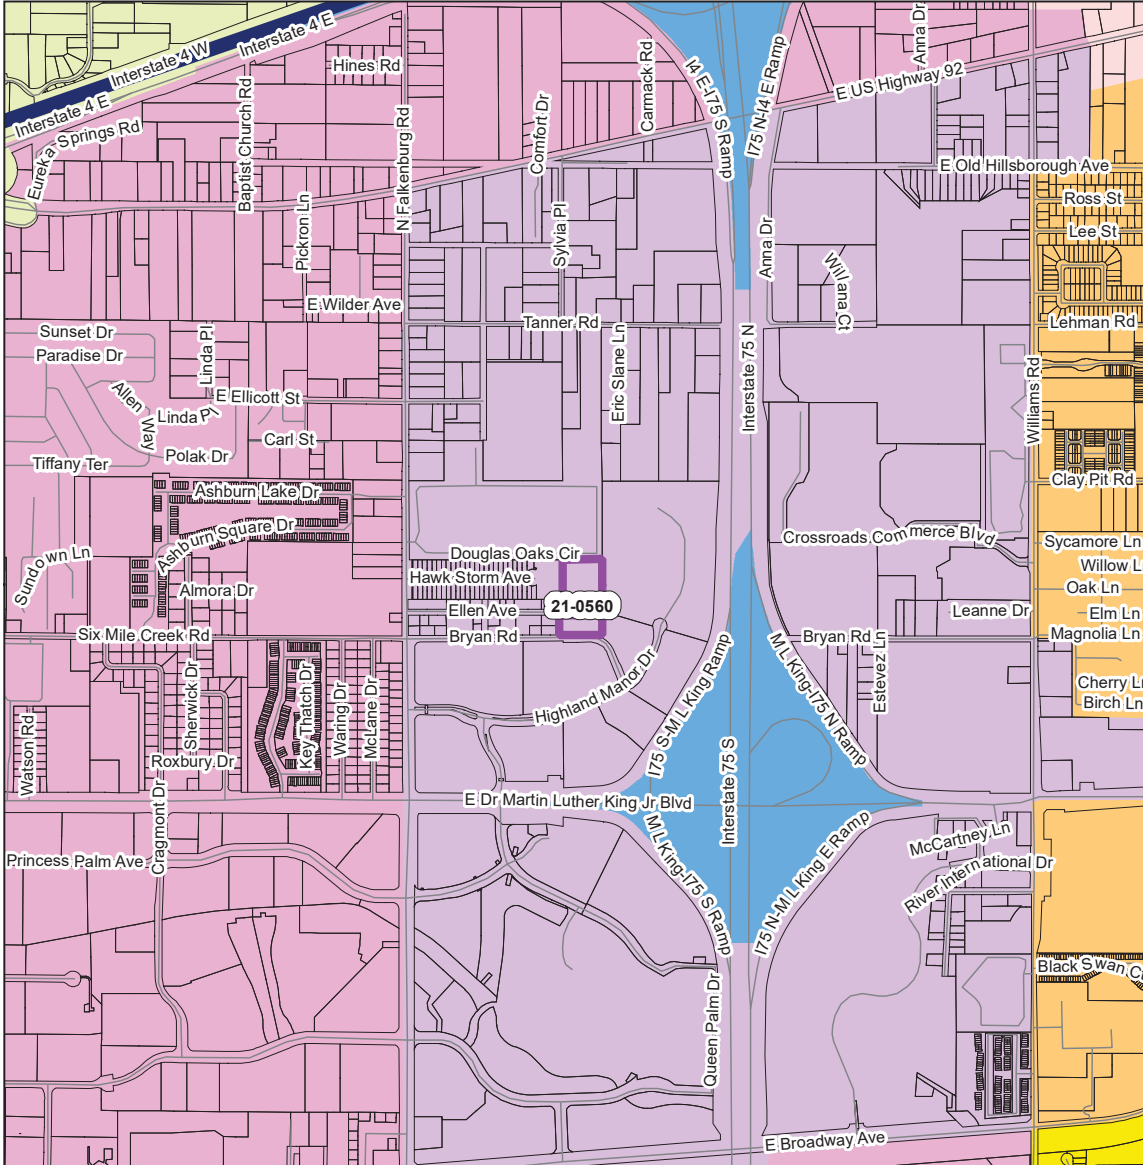 Interstate 4 W
Interstate 4 E
Interstate 4 E
Hines Rd
Eureka Springs Rd
Baptist Church Rd
N Falkenburg Rd
Pickron Ln
E Wilder Ave
Comfort Dr
Carmack Rd
Sylvia Pl
I4 E-I75 S Ramp
I75 N-I4 E Ramp
Anna Dr
E US Highway 92
E Old Hillsborough Ave
Ross St
Lee St
Anna Dr
Willana Ct
Lehman Rd
Sunset Dr
Paradise Dr
Linda Pl
Allen Way
Linda Pl
E Ellicott St
Carl St
Polak Dr
Tiffany Ter
Tanner Rd
Eric Slane Ln
Interstate 75 N
Williams Rd
Clay Pit Rd
Ashburn Lake Dr
Ashburn Square Dr
Sundown Ln
Almora Dr
Six Mile Creek Rd
Douglas Oaks Cir
Hawk Storm Ave
Ellen Ave
21-0560
Bryan Rd
Crossroads Commerce Blvd
Sycamore Ln
Willow L
Oak Ln
Leanne Dr
Elm Ln
Magnolia Ln
Bryan Rd
Estevez Ln
Cherry Ln
Birch Ln
Watson Rd
Sherwick Dr
Key Thatch Dr
Waring Dr
McLane Dr
Roxbury Dr
Cragmont Dr
Highland Manor Dr
I75 S-M L King Ramp
M L King-I75 N Ramp
Interstate 75 S
E Dr Martin Luther King Jr Blvd
M L King-I75 S Ramp
I75 N-M L King E Ramp
McCartney Ln
River International Dr
Princess Palm Ave
Black Swan C
Queen Palm Dr
E Broadway Ave